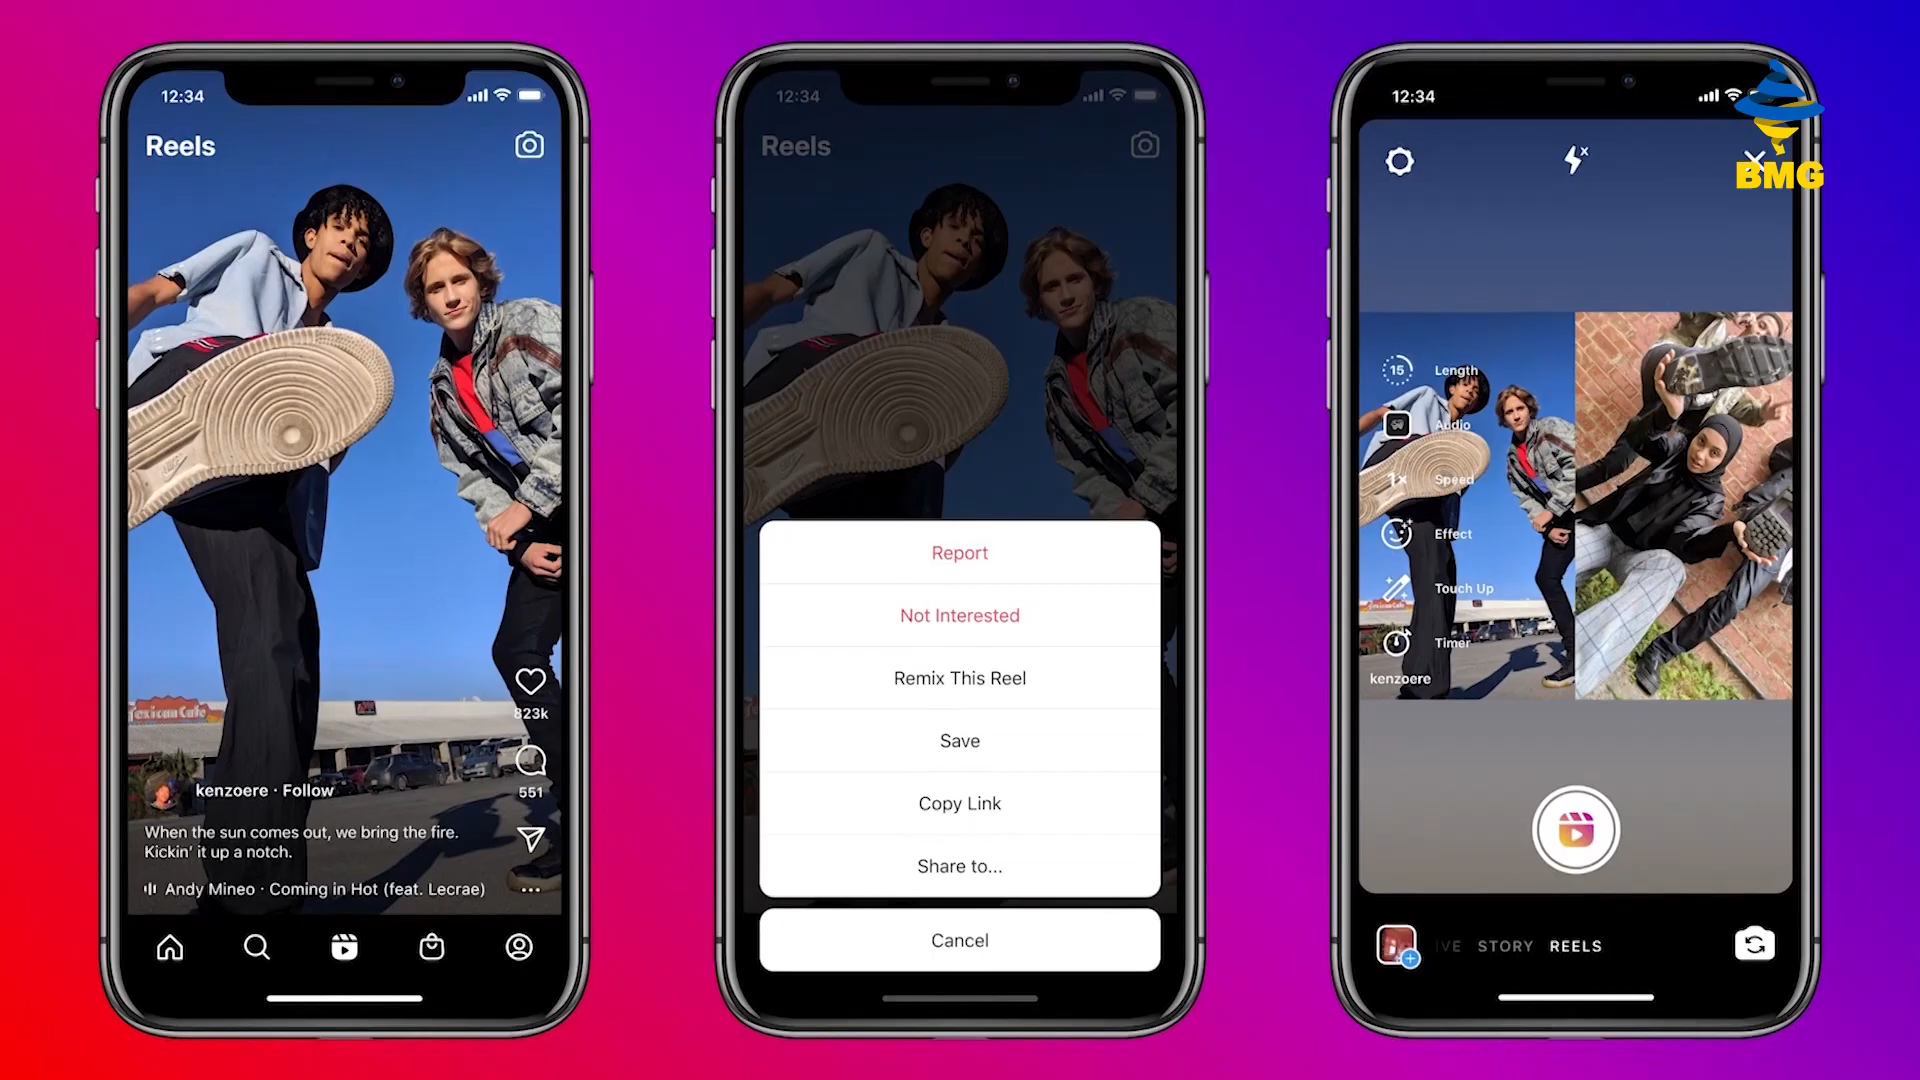 12:34
Reels
823k
kenzoere · Follow
551
When the sun comes out, we bring the fire.
Kickin' it up a notch.
Andy Mineo · Coming in Hot (feat. Lecrae)
12:34
Reels
Report
Not Interested
Remix This Reel
Save
Copy Link
Share to...
Cancel
12:34
BMG
15 Length
Audio
1x Speed
Effect
Touch Up
Timer
kenzoere
IVE STORY REELS